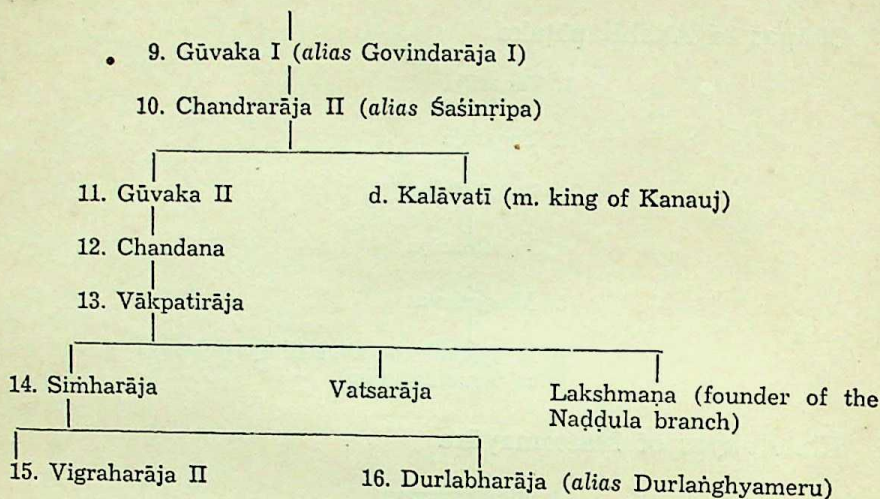 9. Gūvaka I (alias Govindarāja I)
10. Chandrarāja II (alias Śaśinṛipa)
11. Gūvaka II d. Kalāvatī (m. king of Kanauj)
12. Chandana
13. Vākpatirāja
14. Siṁharāja Vatsarāja Lakshmaṇa (founder of the
Naḍḍula branch)
15. Vigraharāja II 16. Durlabharāja (alias Durlaṅghyameru)